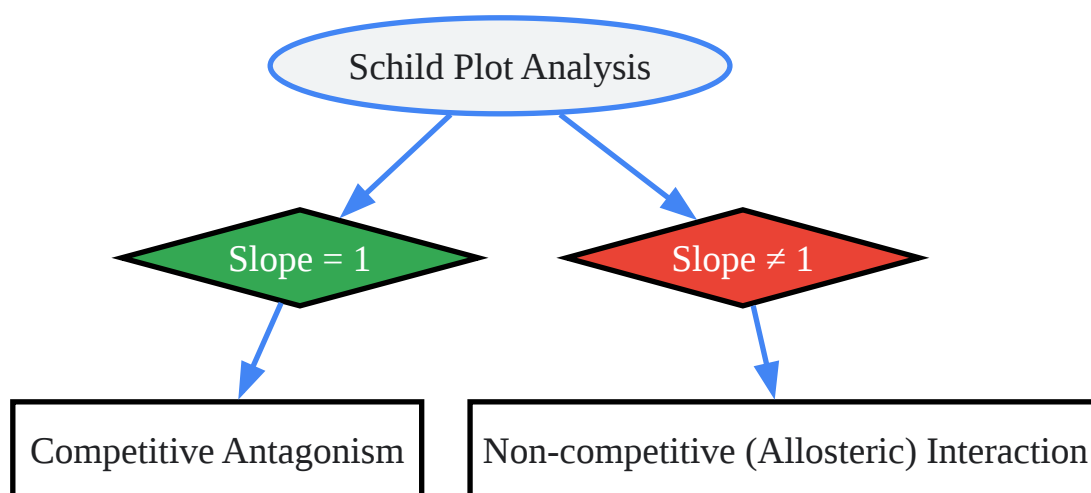 Schild Plot Analysis
Slope = 1
Slope ≠ 1
Competitive Antagonism
Non-competitive (Allosteric) Interaction